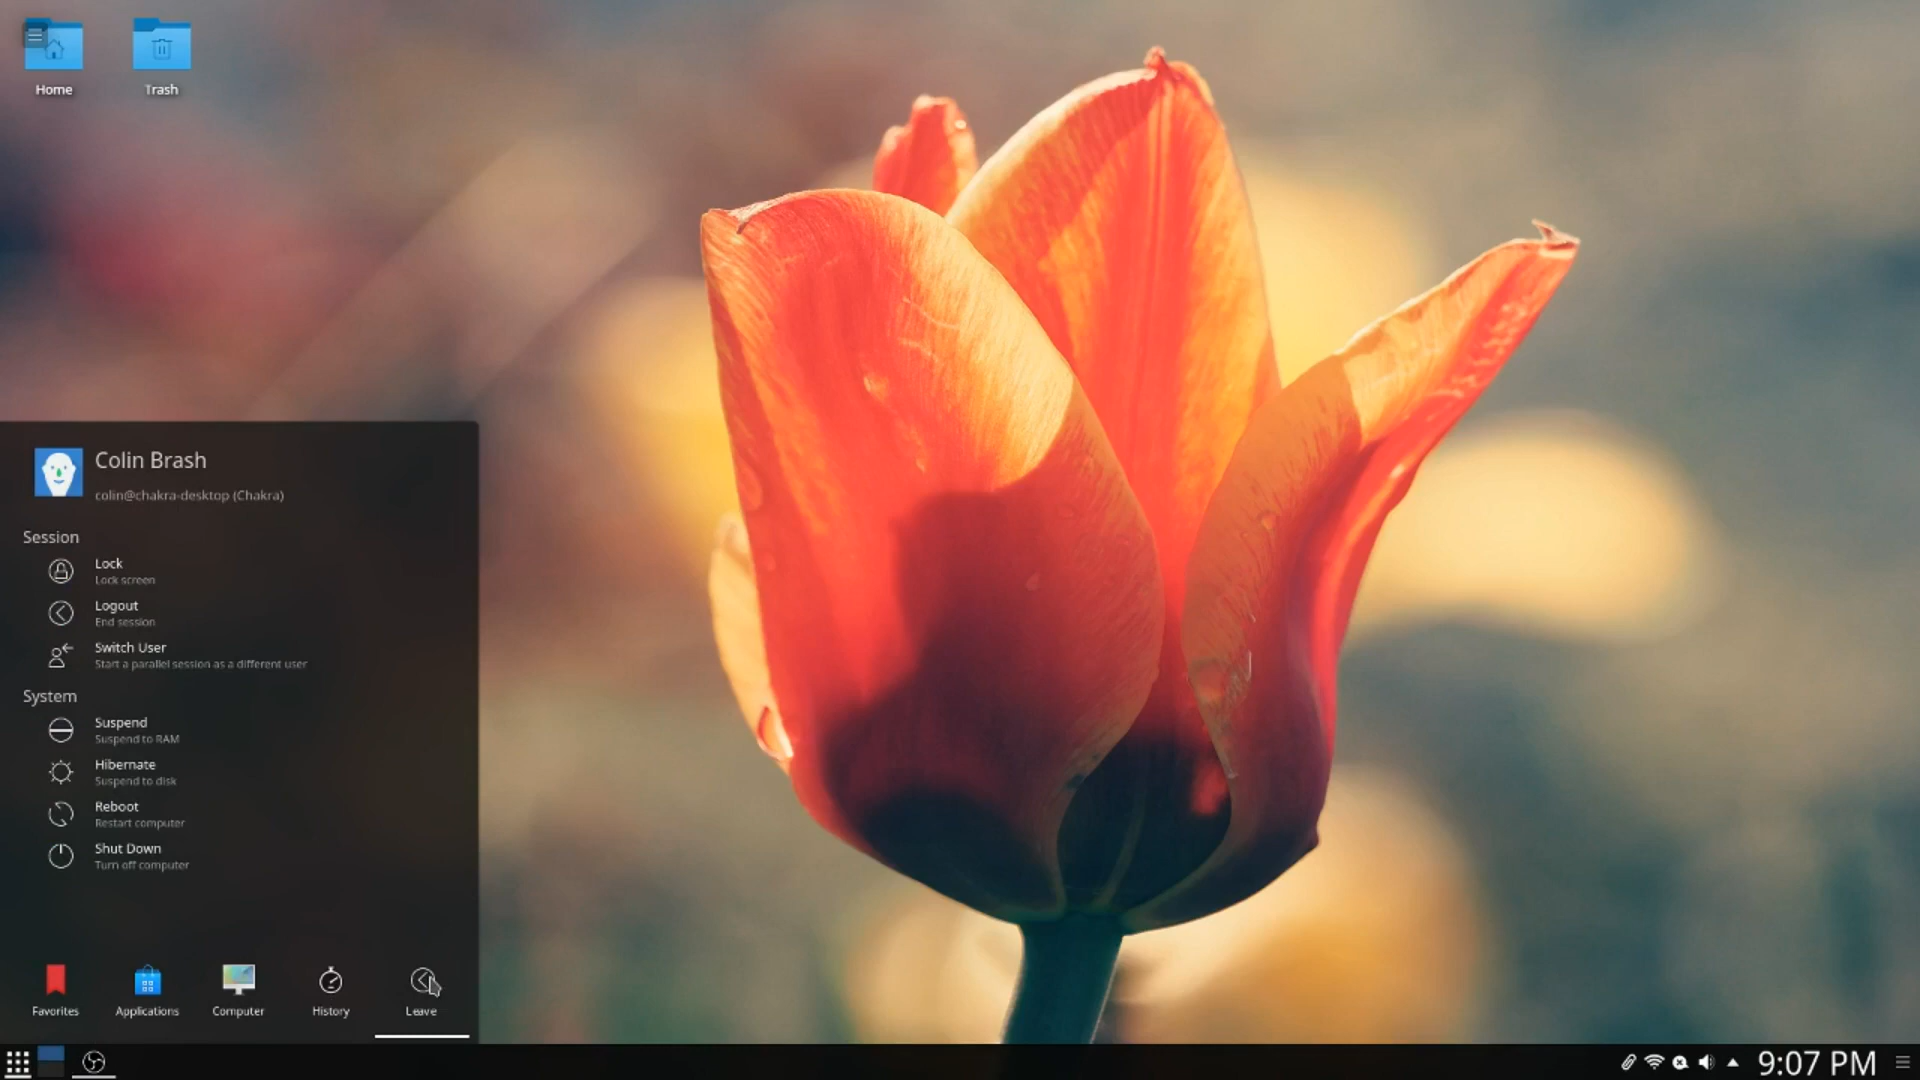 Home
Trash
Colin Brash
colin@chakra-desktop (Chakra)
Session
Lock
Lock screen
Logout
End session
Switch User
Start a parallel session as a different user
System
Suspend
Suspend to RAM
Hibernate
Suspend to disk
Reboot
Restart computer
Shut Down
Turn off computer
Favorites
Applications
Computer
History
Leave
9:07 PM